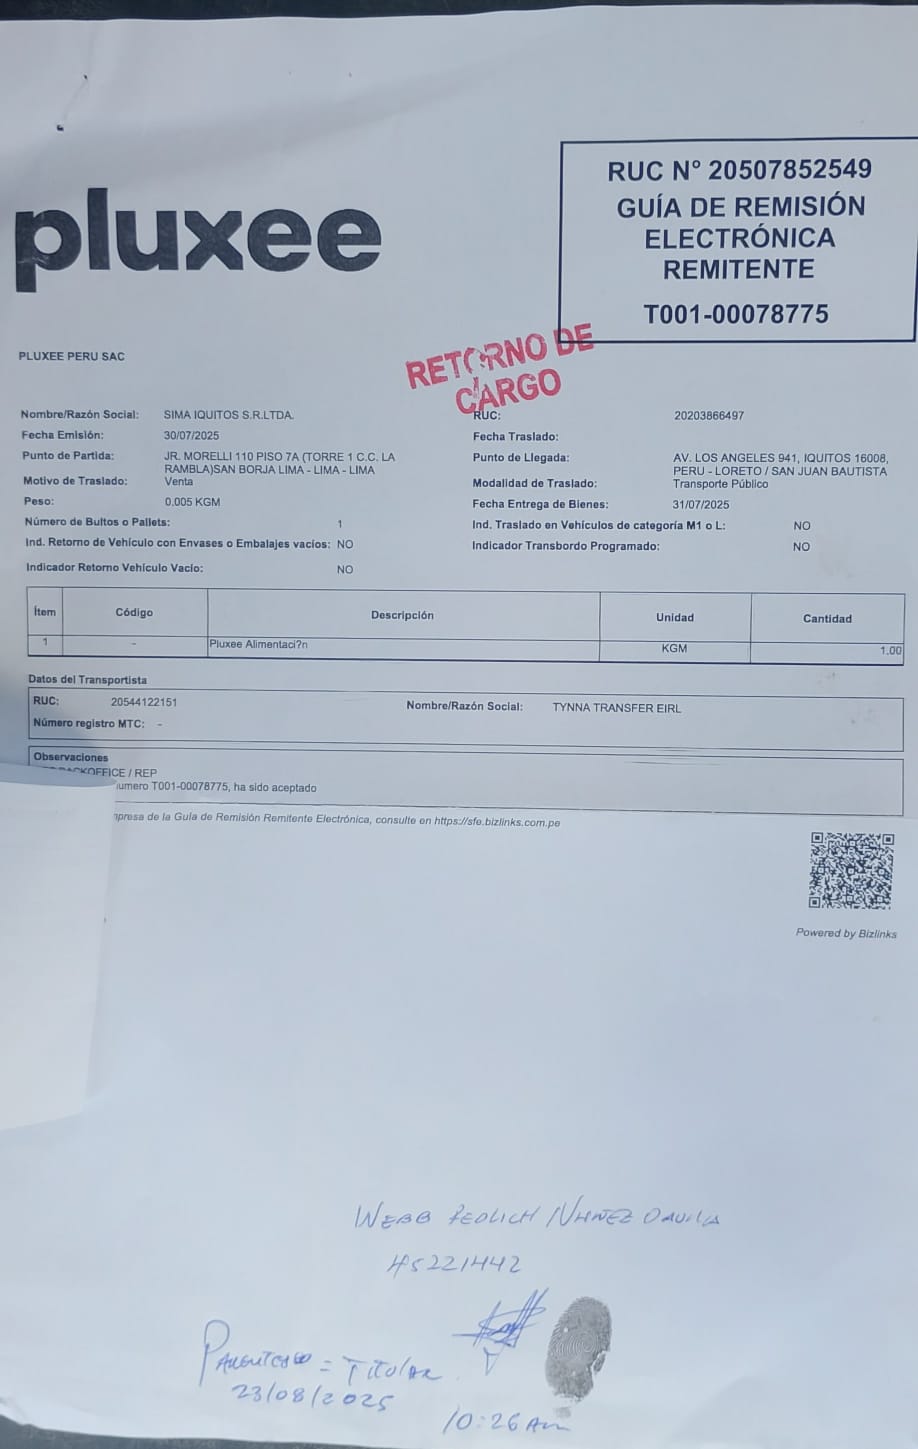 pluxee
RUC N° 20507852549
GUÍA DE REMISIÓN
ELECTRÓNICA
REMITENTE
T001-00078775
PLUXEE PERU SAC
RETORNO DE
CARGO
Nombre/Razón Social: SIMA IQUITOS S.R.LTDA.
RUC: 20203866497
Fecha Emisión: 30/07/2025
Fecha Traslado:
Punto de Partida: JR. MORELLI 110 PISO 7A (TORRE 1 C.C. LA
RAMBLA)SAN BORJA LIMA - LIMA - LIMA
Punto de Llegada: AV. LOS ANGELES 941, IQUITOS 16008,
PERU - LORETO / SAN JUAN BAUTISTA
Motivo de Traslado: Venta
Modalidad de Traslado: Transporte Público
Peso: 0.005 KGM
Fecha Entrega de Bienes: 31/07/2025
Número de Bultos o Pallets: 1
Ind. Traslado en Vehículos de categoría M1 o L: NO
Ind. Retorno de Vehículo con Envases o Embalajes vacíos: NO
Indicador Transbordo Programado: NO
Indicador Retorno Vehículo Vacío: NO
Ítem Código Descripción Unidad Cantidad
1 - Pluxee Alimentaci?n KGM 1.00
Datos del Transportista
RUC: 20544122151
Nombre/Razón Social: TYNNA TRANSFER EIRL
Número registro MTC: -
Observaciones
OFFICE / REP
umero T001-00078775, ha sido aceptado
presa de la Guía de Remisión Remitente Electrónica, consulte en https://sfe.bizlinks.com.pe
Powered by Bizlinks
WEBB REDLICH NUÑEZ DAVILA
45221442
= TITULAR
23/08/2025
10:26 Am